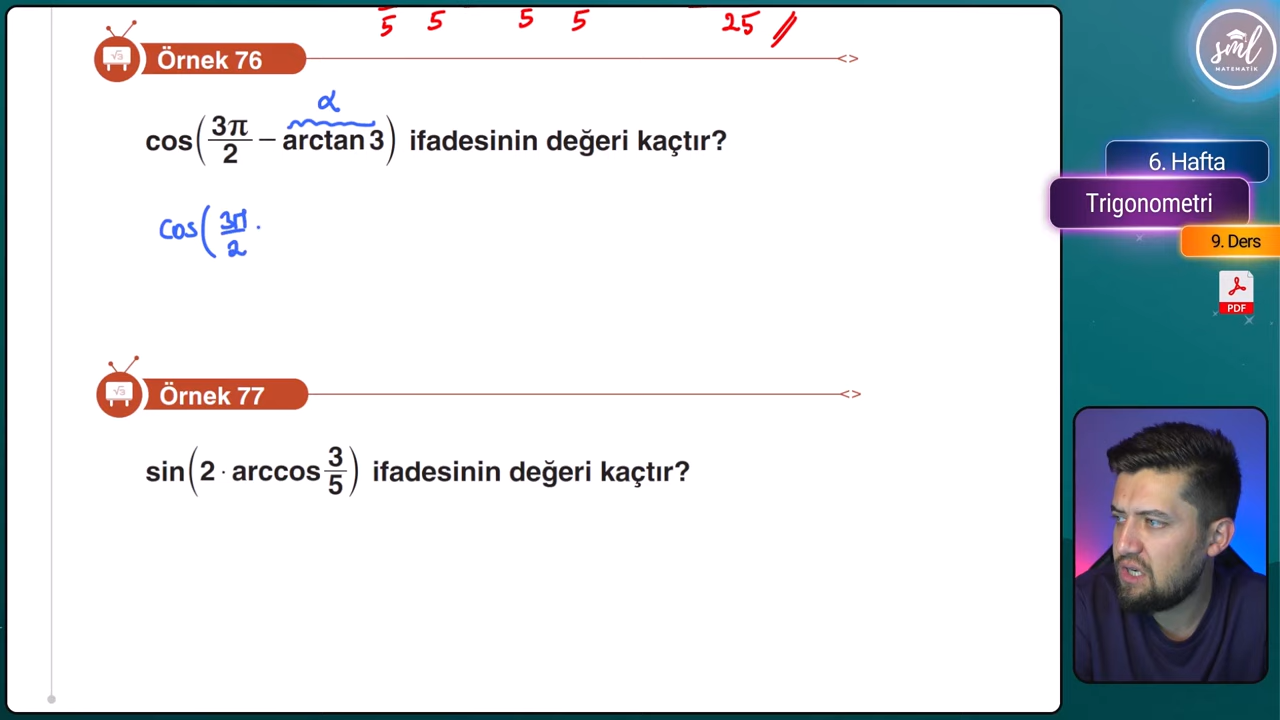 5 5 5 5 25 //
Örnek 76 <>
α
cos(3π/2 − arctan 3) ifadesinin değeri kaçtır?
cos(3π/2 ·
Örnek 77 <>
sin(2 · arccos 3/5) ifadesinin değeri kaçtır?
sml
MATEMATİK
6. Hafta
Trigonometri
9. Ders
PDF